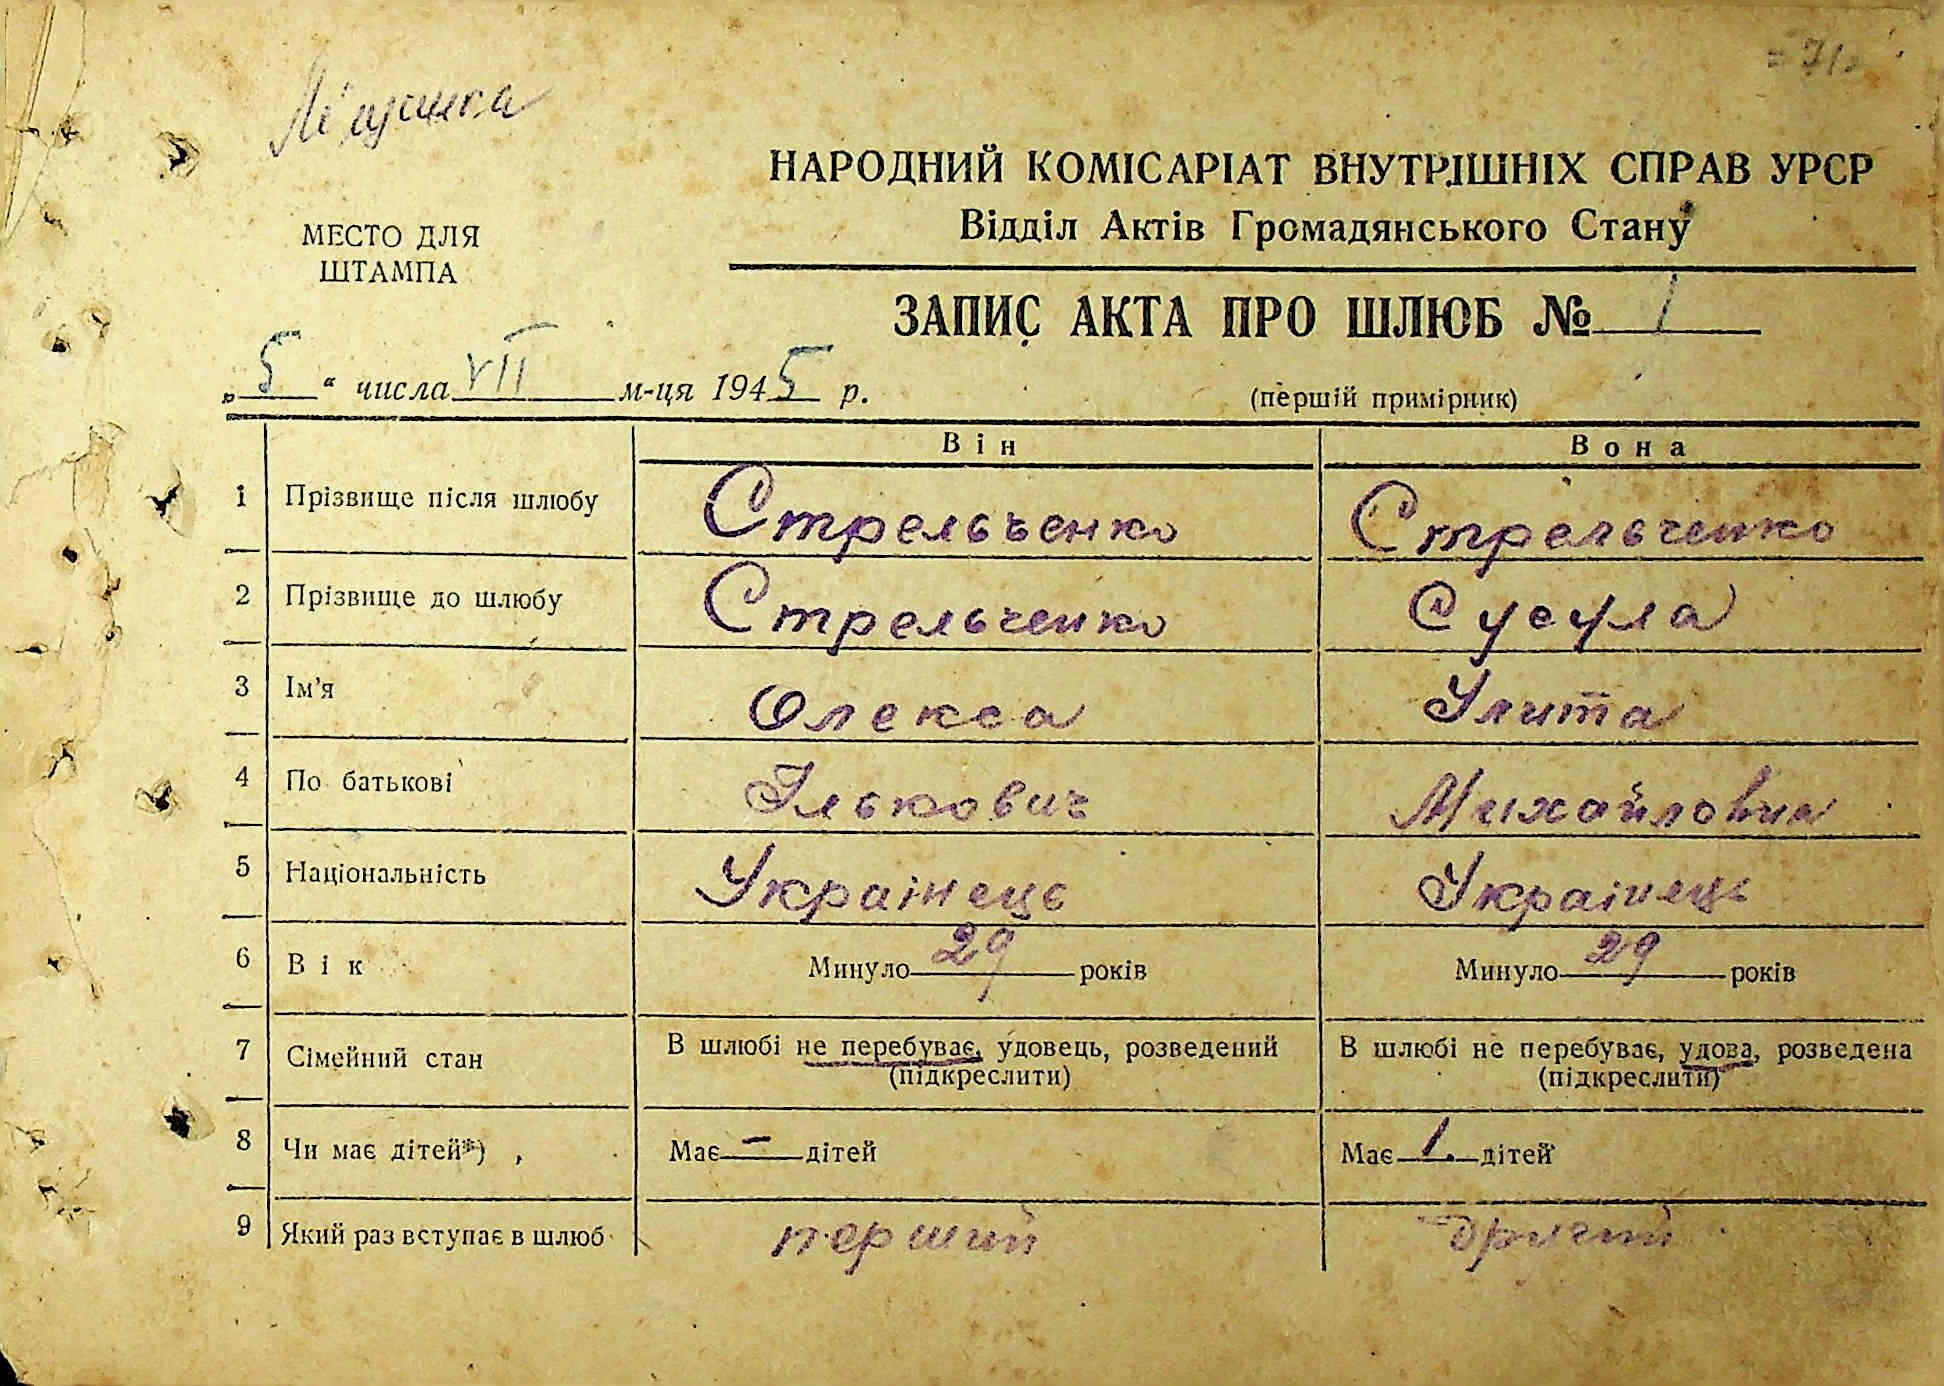 Ліщинка
НАРОДНИЙ КОМІСАРІАТ ВНУТРІШНІХ СПРАВ УРСР
Відділ Актів Громадянського Стану
МЕСТО ДЛЯ
ШТАМПА
ЗАПИС АКТА ПРО ШЛЮБ № 1
„5“ числа VII м-ця 1945 р.
(першій примірник)
Він Вона
1 Прізвище після шлюбу Стрельченко Стрельченко
2 Прізвище до шлюбу Стрельченко Сусула
3 Ім'я Олекса Улита
4 По батькові Ількович Михайловна
5 Національність Українець Українець
6 Вік Минуло 29 років Минуло 29 років
7 Сімейний стан В шлюбі не перебуває, удовець, розведений В шлюбі не перебуває, удова, розведена
(підкреслити) (підкреслити)
8 Чи має дітей*) Має - дітей Має 1. дітей
9 Який раз вступає в шлюб перший другий